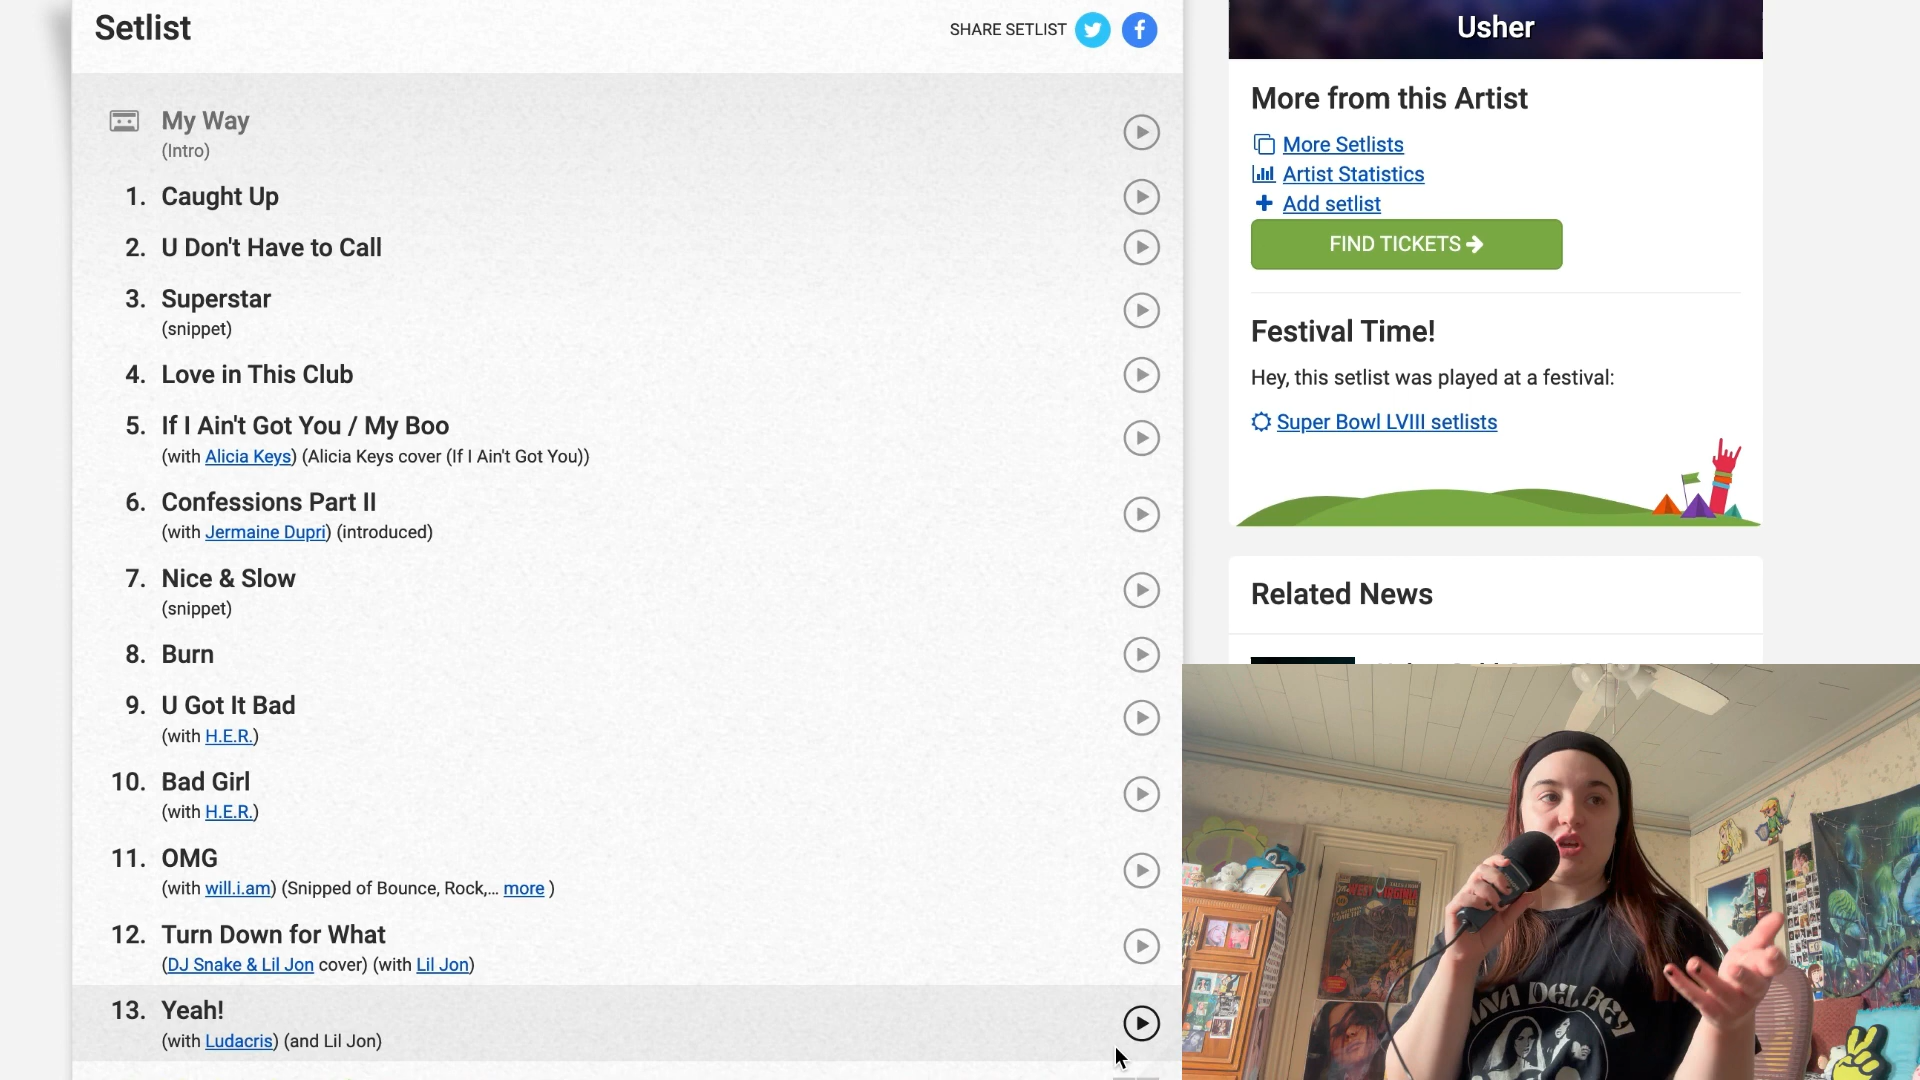 Setlist
SHARE SETLIST
My Way
(Intro)
1. Caught Up
2. U Don't Have to Call
3. Superstar
(snippet)
4. Love in This Club
5. If I Ain't Got You / My Boo
(with Alicia Keys) (Alicia Keys cover (If I Ain't Got You))
6. Confessions Part II
(with Jermaine Dupri) (introduced)
7. Nice & Slow
(snippet)
8. Burn
9. U Got It Bad
(with H.E.R.)
10. Bad Girl
(with H.E.R.)
11. OMG
(with will.i.am) (Snipped of Bounce, Rock,... more )
12. Turn Down for What
(DJ Snake & Lil Jon cover) (with Lil Jon)
13. Yeah!
(with Ludacris) (and Lil Jon)
Usher
More from this Artist
More Setlists
Artist Statistics
Add setlist
FIND TICKETS
Festival Time!
Hey, this setlist was played at a festival:
Super Bowl LVIII setlists
Related News
WEST VIRGINIA
ANA DEL REY